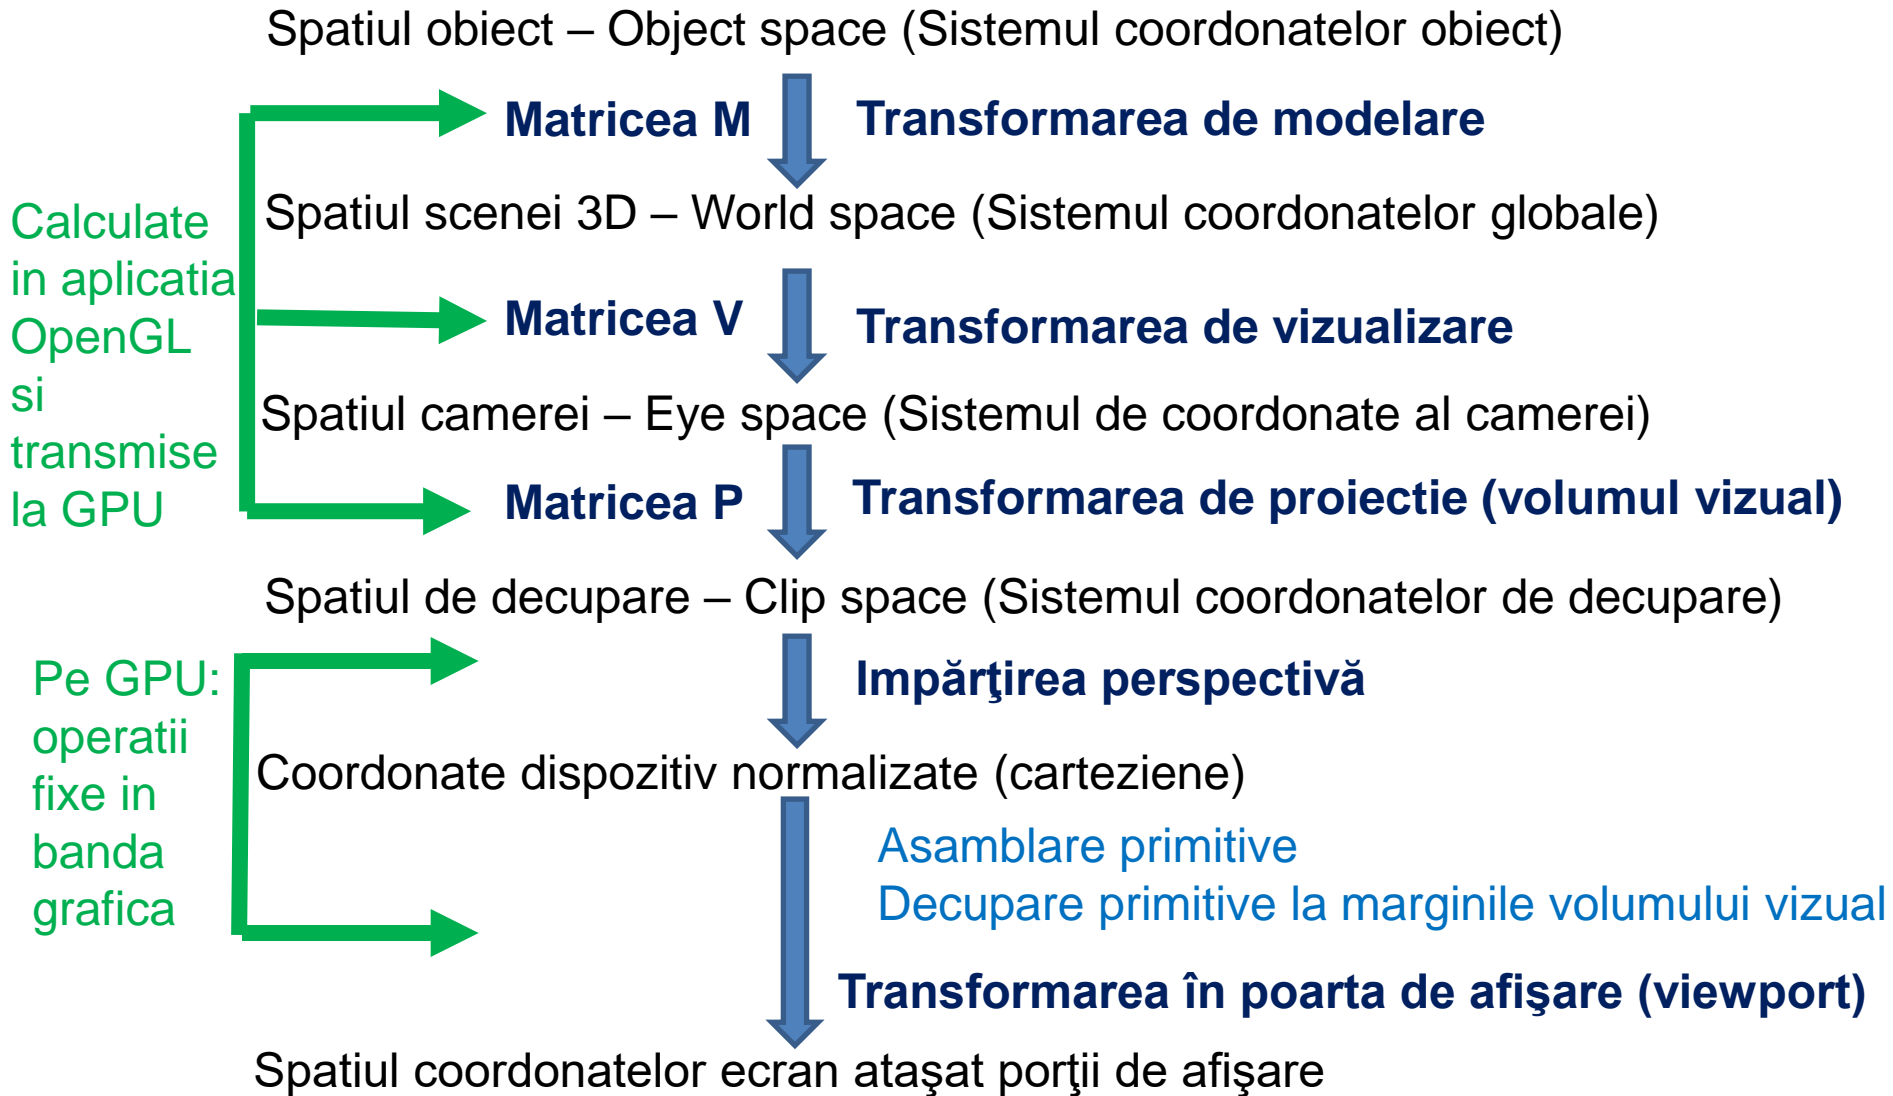 Spatiul obiect – Object space (Sistemul coordonatelor obiect)
Matricea M
Transformarea de modelare
Spatiul scenei 3D – World space (Sistemul coordonatelor globale)
Calculate
in aplicatia
OpenGL
si
transmise
la GPU
Matricea V
Transformarea de vizualizare
Spatiul camerei – Eye space (Sistemul de coordonate al camerei)
Matricea P
Transformarea de proiectie (volumul vizual)
Spatiul de decupare – Clip space (Sistemul coordonatelor de decupare)
Pe GPU:
operatii
fixe in
banda
grafica
Impărţirea perspectivă
Coordonate dispozitiv normalizate (carteziene)
Asamblare primitive
Decupare primitive la marginile volumului vizual
Transformarea în poarta de afişare (viewport)
Spatiul coordonatelor ecran ataşat porţii de afişare